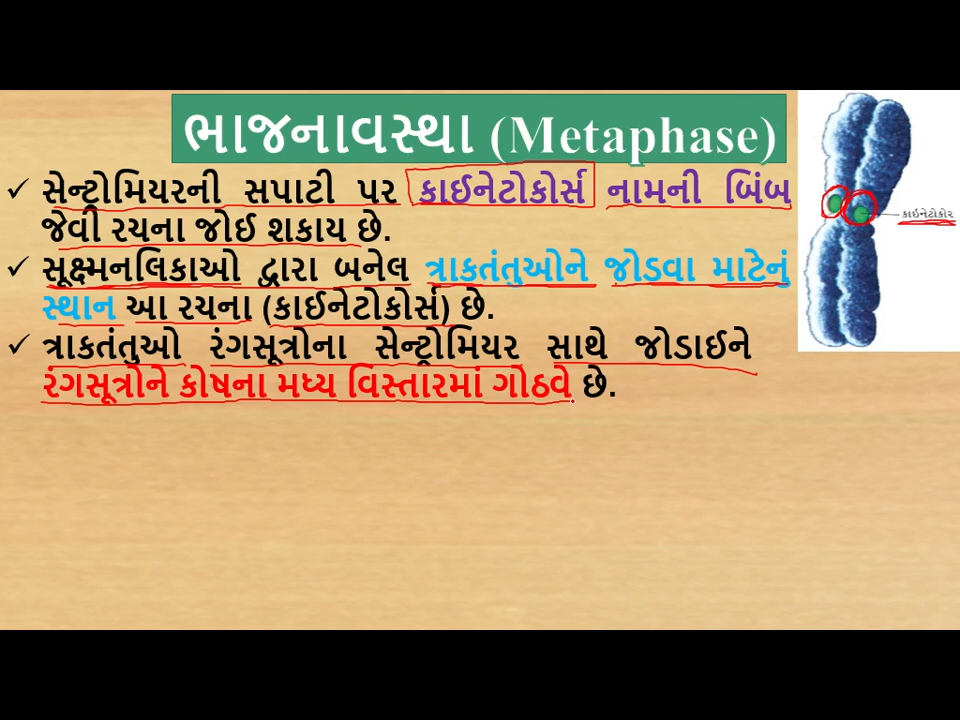 ભાજનાવસ્થા (Metaphase)
✓ સેન્ટ્રોમિયરની સપાટી પર કાઈનેટોકોર્સ નામની બિંબ
જેવી રચના જોઈ શકાય છે.
✓ સૂક્ષ્મનલિકાઓ દ્વારા બનેલ ત્રાકતંતુઓને જોડવા માટેનું
સ્થાન આ રચના (કાઈનેટોકોર્સ) છે.
✓ ત્રાકતંતુઓ રંગસૂત્રોના સેન્ટ્રોમિયર સાથે જોડાઈને
રંગસૂત્રોને કોષના મધ્ય વિસ્તારમાં ગોઠવે છે.
કાઇનેટોકોર